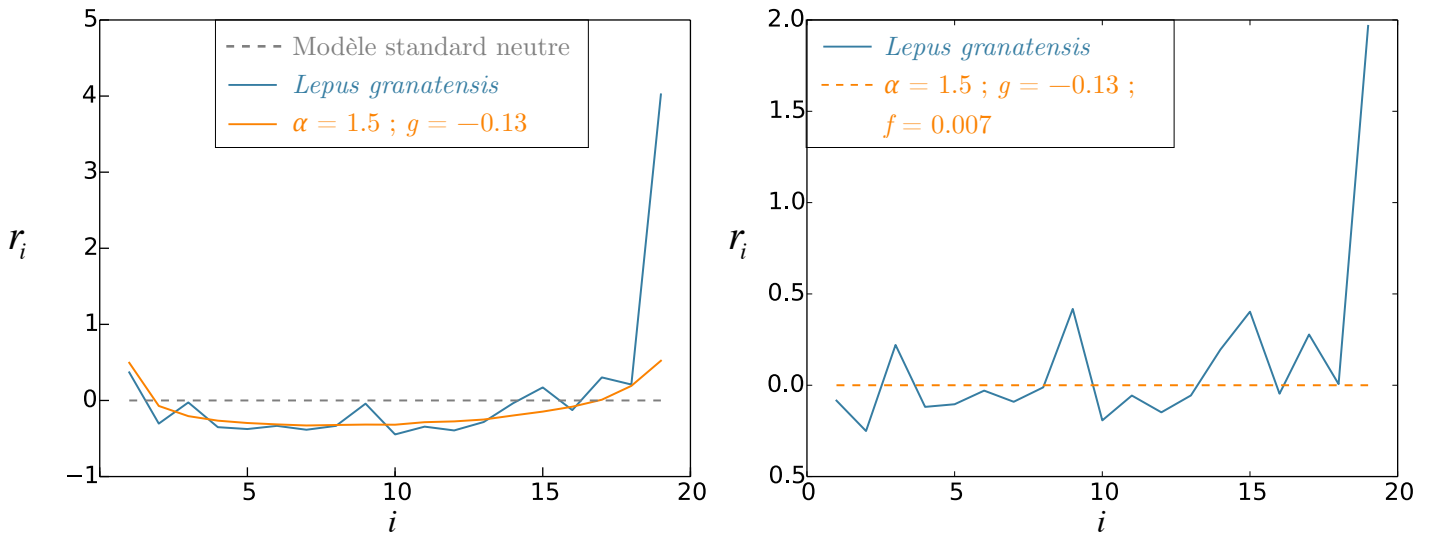 5
4
3
2
1
0
−1
5
10
15
20
r_i
i
Modèle standard neutre
Lepus granatensis
α = 1.5 ; g = −0.13
2.0
1.5
1.0
0.5
0.0
0.5
0
5
10
15
20
r_i
i
Lepus granatensis
α = 1.5 ; g = −0.13 ;
f = 0.007